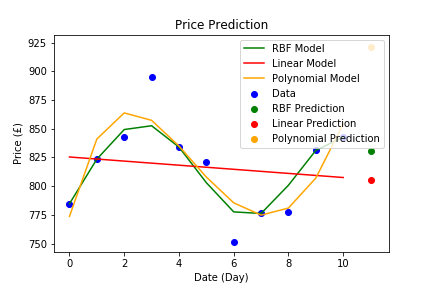 Price Prediction
Price (£)
925
900
875
850
825
800
775
750
RBF Model
Linear Model
Polynomial Model
Data
RBF Prediction
Linear Prediction
Polynomial Prediction
0
2
4
6
8
10
Date (Day)